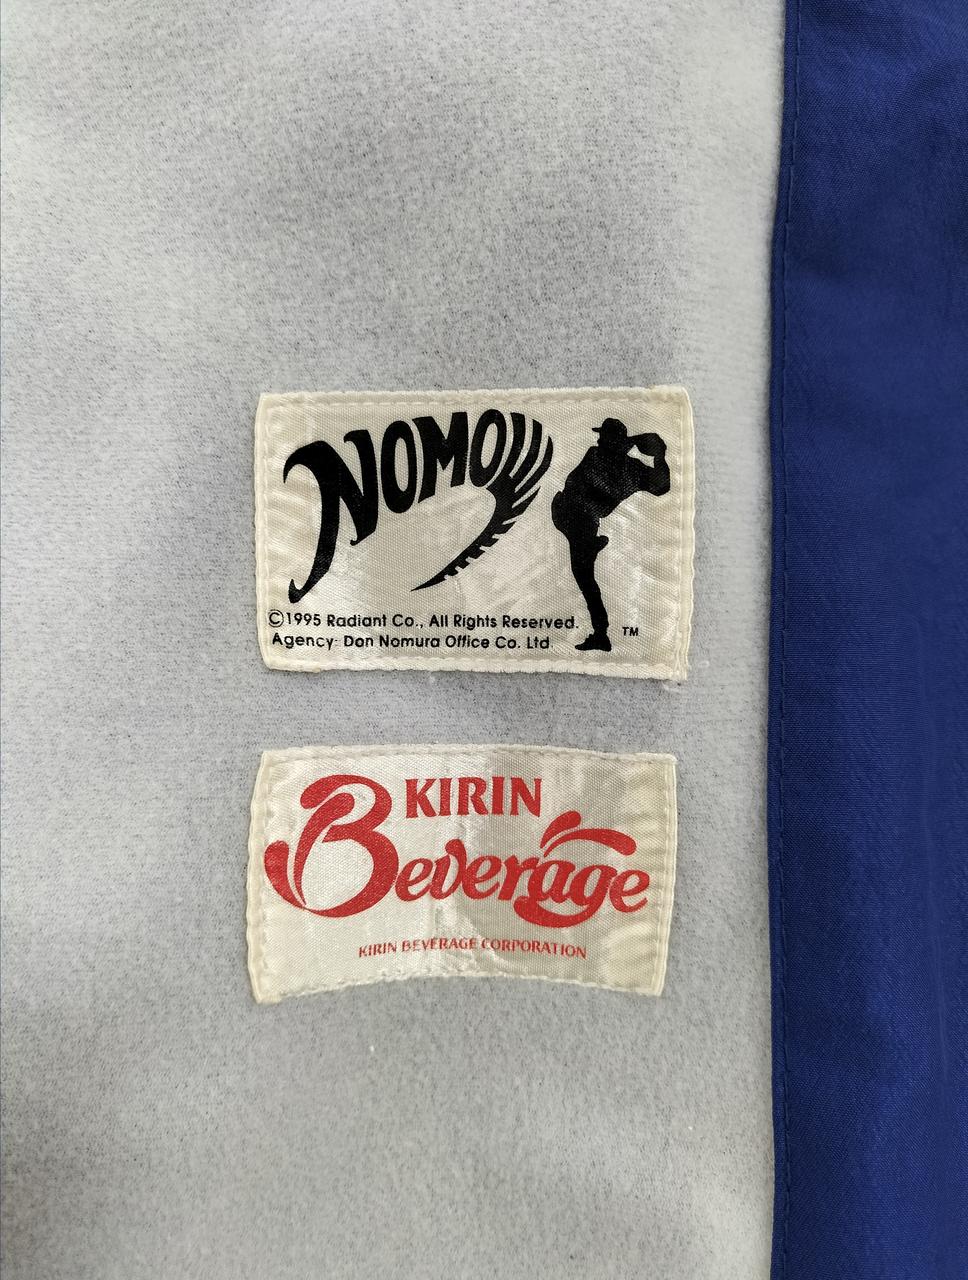 NOMO
©1995 Radiant Co., All Rights Reserved.
Agency: Don Nomura Office Co. Ltd
TM
KIRIN
Beverage
KIRIN BEVERAGE CORPORATION